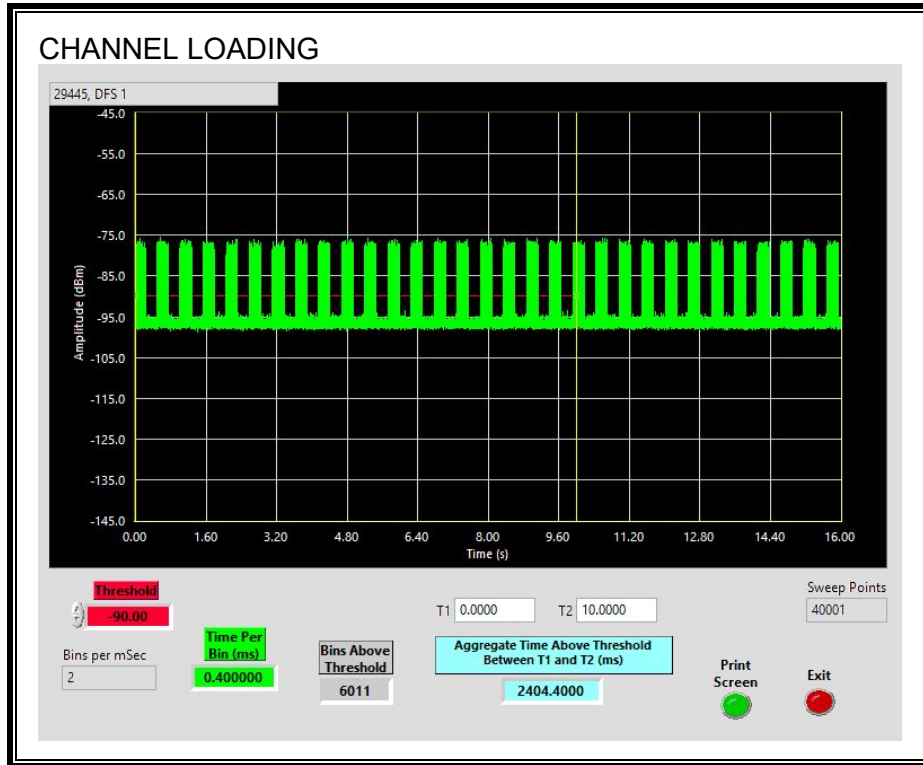 CHANNEL LOADING
29445, DFS 1
-45.0
-55.0
-65.0
-75.0
-85.0
-95.0
-105.0
-115.0
-125.0
-135.0
-145.0
Amplitude (dBm)
0.00 1.60 3.20 4.80 6.40 8.00 9.60 11.20 12.80 14.40 16.00
Time (s)
Threshold
-90.00
Bins per mSec
2
Time Per
Bin (ms)
0.400000
Bins Above
Threshold
6011
T1 0.0000 T2 10.0000
Aggregate Time Above Threshold
Between T1 and T2 (ms)
2404.4000
Sweep Points
40001
Print
Screen
Exit